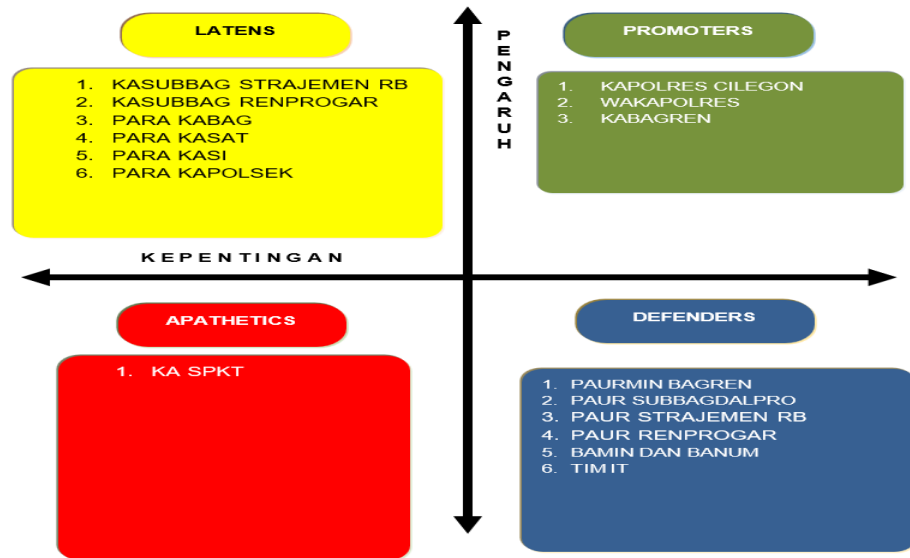 LATENS
1. KASUBBAG STRAJEMEN RB
2. KASUBBAG RENPROGAR
3. PARA KABAG
4. PARA KASAT
5. PARA KASI
6. PARA KAPOLSEK
PENGARUH
PROMOTERS
1. KAPOLRES CILEGON
2. WAKAPOLRES
3. KABAGREN
KEPENTINGAN
APATHETICS
1. KA SPKT
DEFENDERS
1. PAURMIN BAGREN
2. PAUR SUBBAGDALPRO
3. PAUR STRAJEMEN RB
4. PAUR RENPROGAR
5. BAMIN DAN BANUM
6. TIM IT